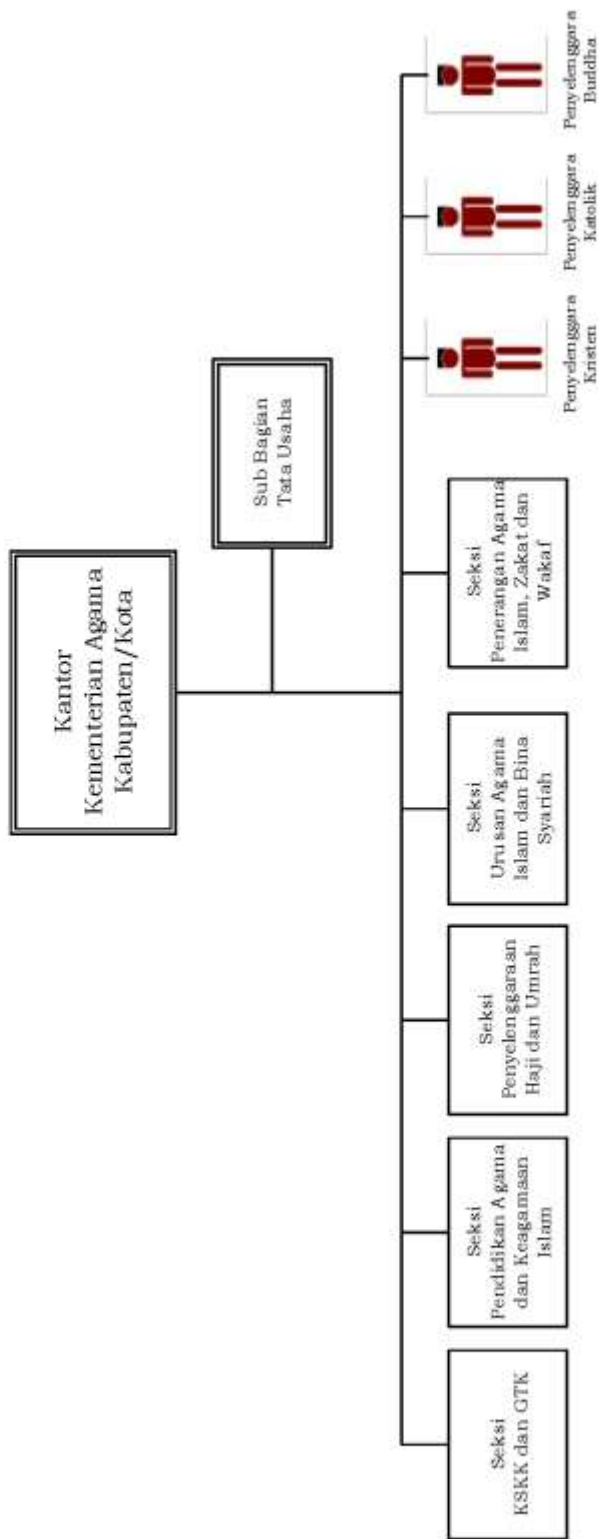 Kantor
Kementerian Agama
Kabupaten/Kota
Sub Bagian
Tata Usaha
Seksi
KSKK dan GTK
Seksi
Pendidikan Agama
dan Keagamaan
Islam
Seksi
Penyelenggaraan
Haji dan Umrah
Seksi
Urusan Agama
Islam dan Bina
Syariah
Seksi
Penerangan Agama
Islam, Zakat dan
Wakaf
Penyelenggara
Kristen
Penyelenggara
Katolik
Penyelenggara
Buddha